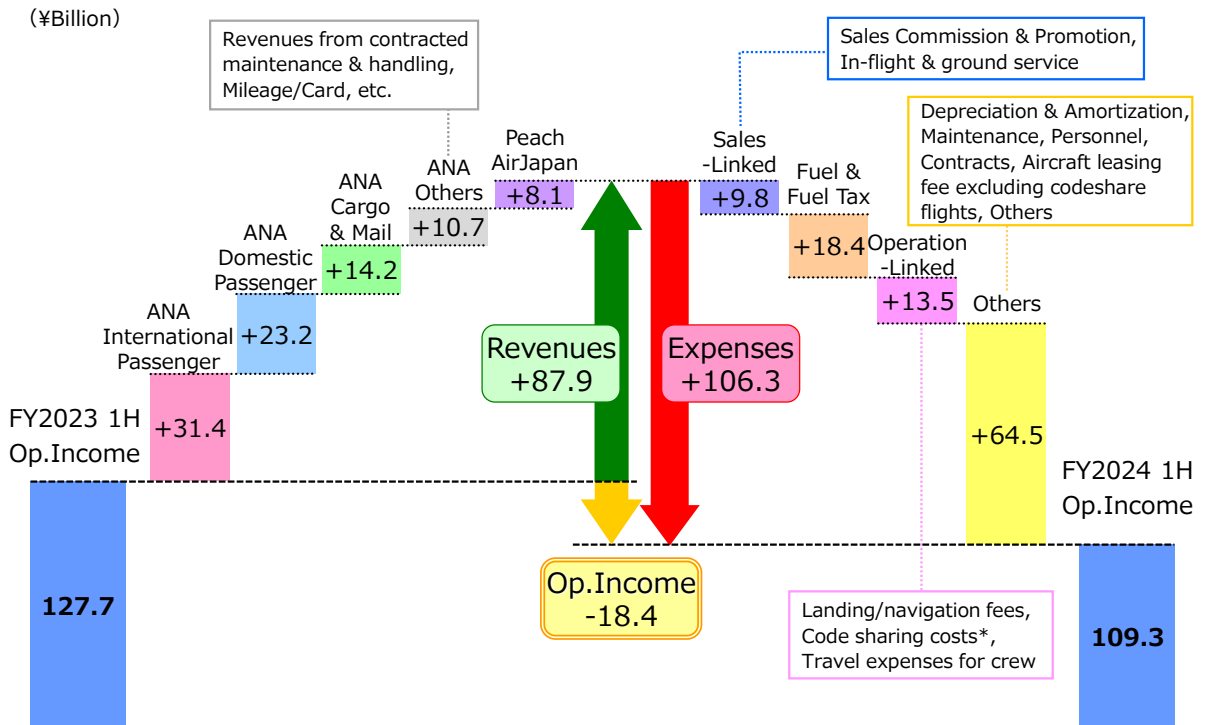 (¥Billion)
Revenues from contracted
maintenance & handling,
Mileage/Card, etc.
Sales Commission & Promotion,
In-flight & ground service
Depreciation & Amortization,
Maintenance, Personnel,
Contracts, Aircraft leasing
fee excluding codeshare
flights, Others
FY2023 1H
Op.Income
127.7
ANA
International
Passenger
+31.4
ANA
Domestic
Passenger
+23.2
ANA
Cargo
& Mail
+14.2
ANA
Others
+10.7
Peach
AirJapan
+8.1
Revenues
+87.9
Expenses
+106.3
Op.Income
-18.4
Sales
-Linked
+9.8
Fuel &
Fuel Tax
+18.4
Operation
-Linked
+13.5
Others
+64.5
Landing/navigation fees,
Code sharing costs*,
Travel expenses for crew
FY2024 1H
Op.Income
109.3